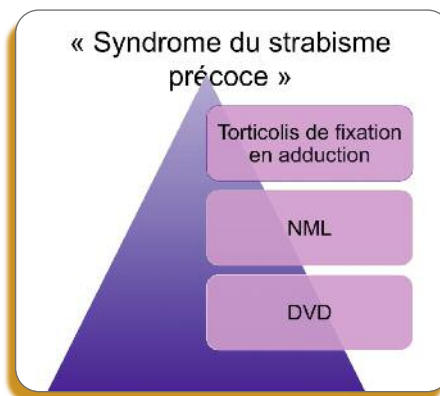 « Syndrome du strabisme
précoce »
Torticolis de fixation
en adduction
NML
DVD